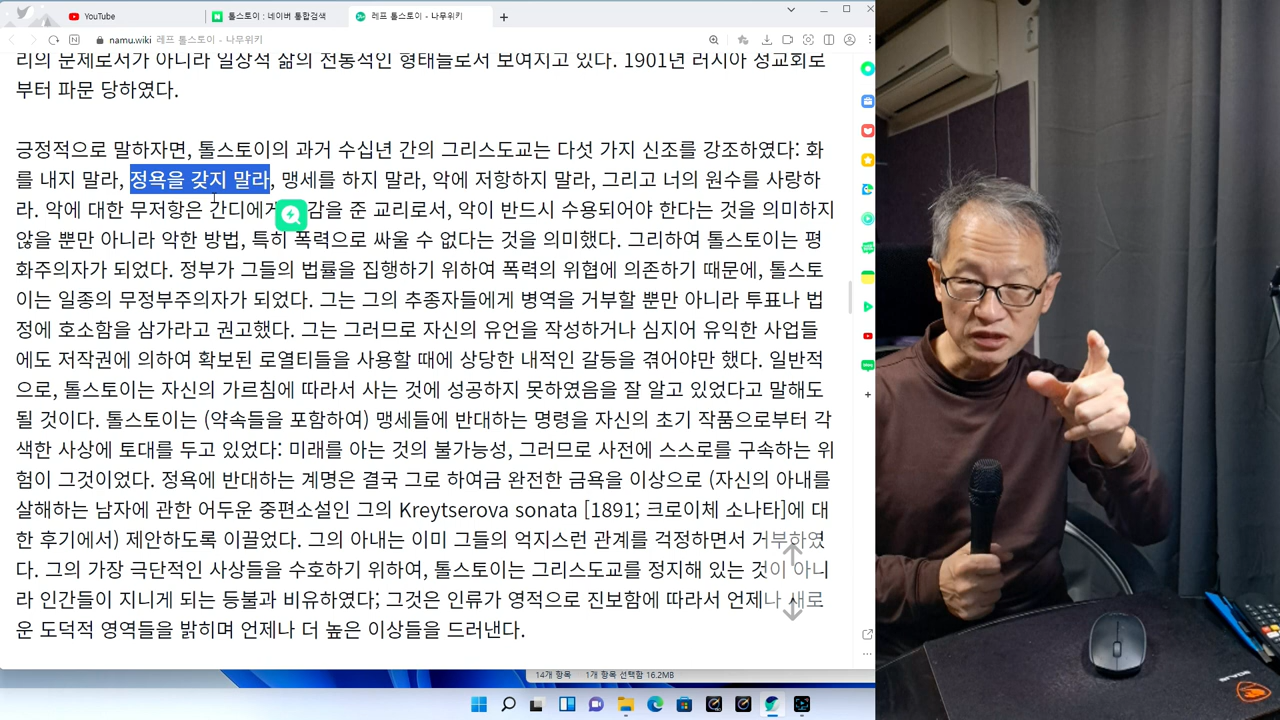 YouTube
톨스토이 : 네이버 통합검색
레프 톨스토이 - 나무위키
namu.wiki 레프 톨스토이 - 나무위키
리의 문제로서가 아니라 일상적 삶의 전통적인 형태들로서 보여지고 있다. 1901년 러시아 성교회로
부터 파문 당하였다.
긍정적으로 말하자면, 톨스토이의 과거 수십년 간의 그리스도교는 다섯 가지 신조를 강조하였다: 화
를 내지 말라, 정욕을 갖지 말라, 맹세를 하지 말라, 악에 저항하지 말라, 그리고 너의 원수를 사랑하
라. 악에 대한 무저항은 간디에게 감을 준 교리로서, 악이 반드시 수용되어야 한다는 것을 의미하지
않을 뿐만 아니라 악한 방법, 특히 폭력으로 싸울 수 없다는 것을 의미했다. 그리하여 톨스토이는 평
화주의자가 되었다. 정부가 그들의 법률을 집행하기 위하여 폭력의 위협에 의존하기 때문에, 톨스토
이는 일종의 무정부주의자가 되었다. 그는 그의 추종자들에게 병역을 거부할 뿐만 아니라 투표나 법
정에 호소함을 삼가라고 권고했다. 그는 그러므로 자신의 유언을 작성하거나 심지어 유익한 사업들
에도 저작권에 의하여 확보된 로열티들을 사용할 때에 상당한 내적인 갈등을 겪어야만 했다. 일반적
으로, 톨스토이는 자신의 가르침에 따라서 사는 것에 성공하지 못하였음을 잘 알고 있었다고 말해도
될 것이다. 톨스토이는 (약속들을 포함하여) 맹세들에 반대하는 명령을 자신의 초기 작품으로부터 각
색한 사상에 토대를 두고 있었다: 미래를 아는 것의 불가능성, 그러므로 사전에 스스로를 구속하는 위
험이 그것이었다. 정욕에 반대하는 계명은 결국 그로 하여금 완전한 금욕을 이상으로 (자신의 아내를
살해하는 남자에 관한 어두운 중편소설인 그의 Kreytserova sonata [1891; 크로이체 소나타]에 대
한 후기에서) 제안하도록 이끌었다. 그의 아내는 이미 그들의 억지스런 관계를 걱정하면서 거부하였
다. 그의 가장 극단적인 사상들을 수호하기 위하여, 톨스토이는 그리스도교를 정지해 있는 것이 아니
라 인간들이 지니게 되는 등불과 비유하였다; 그것은 인류가 영적으로 진보함에 따라서 언제나 새로
운 도덕적 영역들을 밝히며 언제나 더 높은 이상들을 드러낸다.
14개 항목 1개 항목 선택함 16.2MB